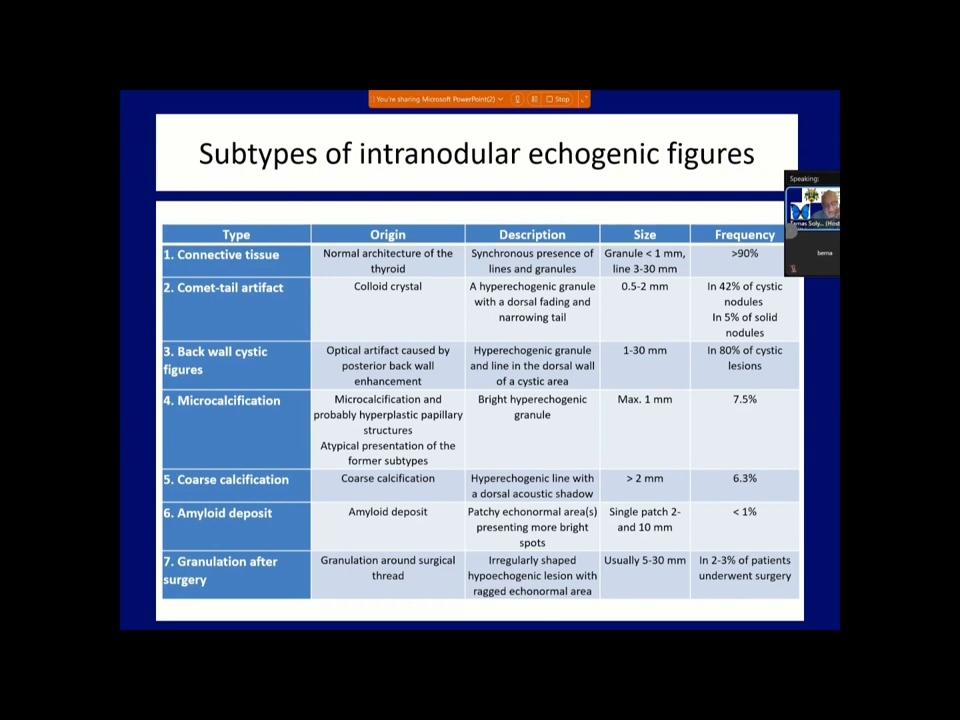 You're sharing Microsoft PowerPoint(2)
Stop
Subtypes of intranodular echogenic figures
Speaking:
(Host
bema
Type Origin Description Size Frequency
1. Connective tissue
Normal architecture of the
thyroid
Synchronous presence of
lines and granules
Granule < 1 mm,
line 3-30 mm
>90%
2. Comet-tail artifact
Colloid crystal
A hyperechogenic granule
with a dorsal fading and
narrowing tail
0.5-2 mm
In 42% of cystic
nodules
In 5% of solid
nodules
3. Back wall cystic
figures
Optical artifact caused by
posterior back wall
enhancement
Hyperechogenic granule
and line in the dorsal wall
of a cystic area
1-30 mm
In 80% of cystic
lesions
4. Microcalcification
Microcalcification and
probably hyperplastic papillary
structures
Atypical presentation of the
former subtypes
Bright hyperechogenic
granule
Max. 1 mm
7.5%
5. Coarse calcification
Coarse calcification
Hyperechogenic line with
a dorsal acoustic shadow
> 2 mm
6.3%
6. Amyloid deposit
Amyloid deposit
Patchy echonormal area(s)
presenting more bright
spots
Single patch 2-
and 10 mm
< 1%
7. Granulation after
surgery
Granulation around surgical
thread
Irregularly shaped
hypoechogenic lesion with
ragged echonormal area
Usually 5-30 mm
In 2-3% of patients
underwent surgery